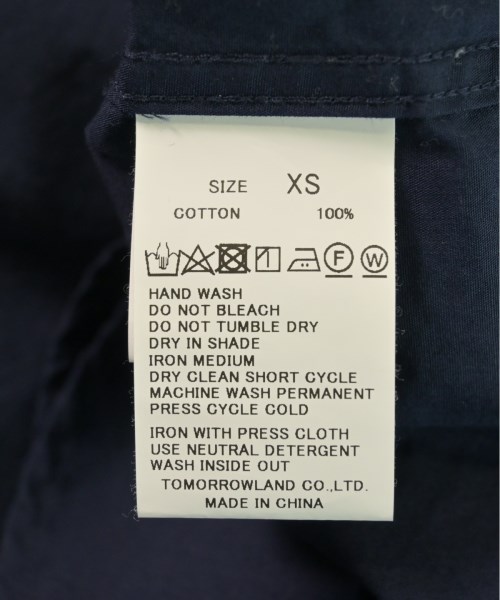 SIZE XS
COTTON 100%
F W
HAND WASH
DO NOT BLEACH
DO NOT TUMBLE DRY
DRY IN SHADE
IRON MEDIUM
DRY CLEAN SHORT CYCLE
MACHINE WASH PERMANENT
PRESS CYCLE COLD
IRON WITH PRESS CLOTH
USE NEUTRAL DETERGENT
WASH INSIDE OUT
TOMORROWLAND CO.,LTD.
MADE IN CHINA